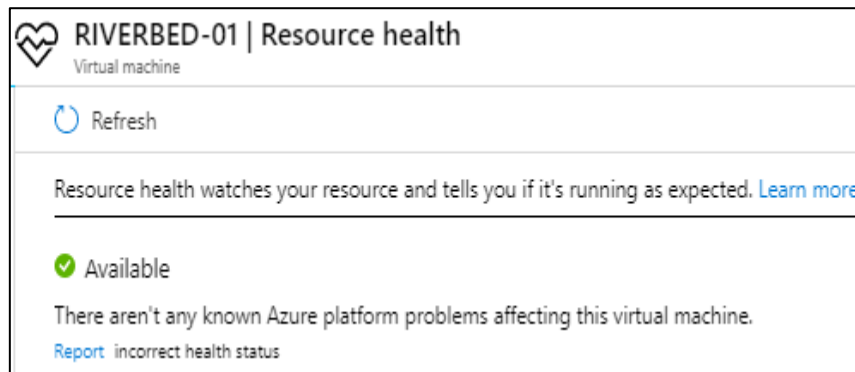 RIVERBED-01 | Resource health
Virtual machine
Refresh
Resource health watches your resource and tells you if it's running as expected. Learn more
Available
There aren't any known Azure platform problems affecting this virtual machine.
Report incorrect health status